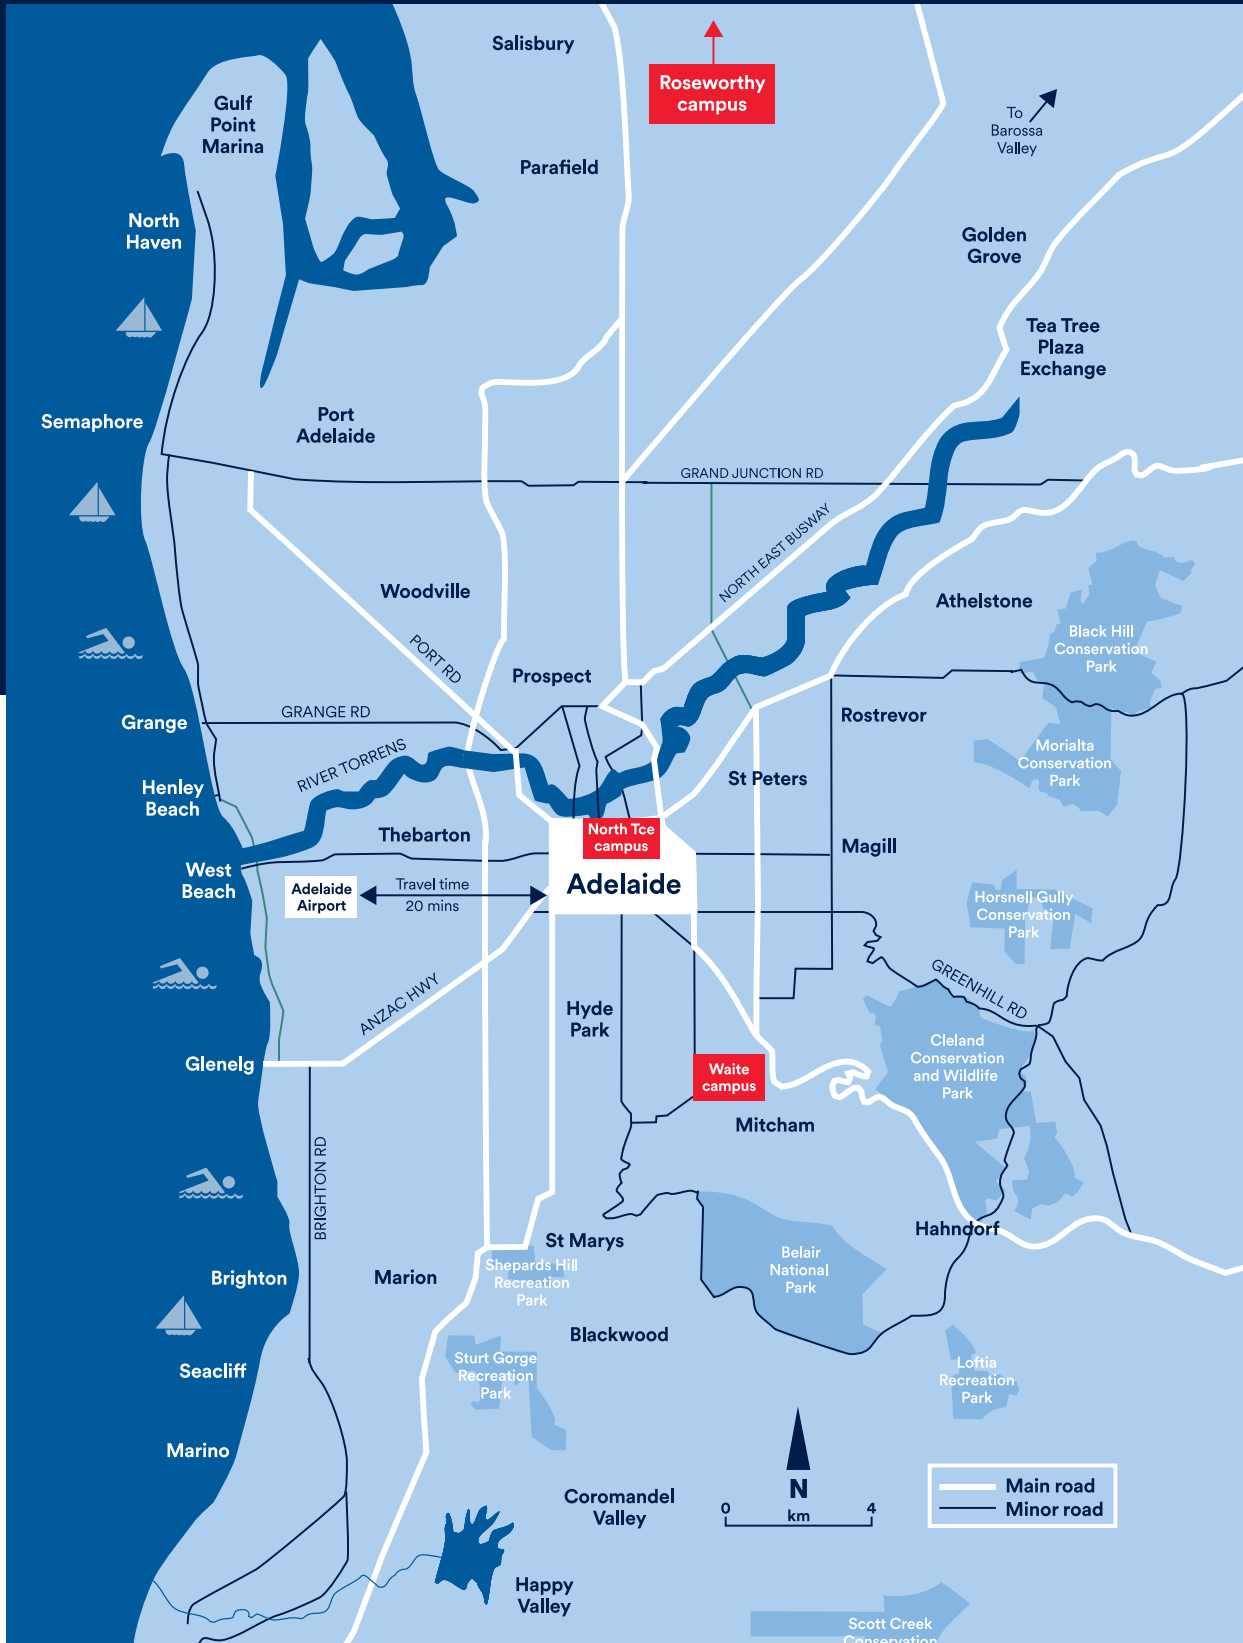 Salisbury
Roseworthy
campus
Gulf
Point
Marina
To
Barossa
Valley
Parafield
North
Haven
Golden
Grove
Tea Tree
Plaza
Exchange
Semaphore
Port
Adelaide
GRAND JUNCTION RD
NORTH EAST BUSWAY
Woodville
Athelstone
Black Hill
Conservation
Park
PORT RD
Prospect
Grange
GRANGE RD
Rostrevor
RIVER TORRENS
Morialta
Conservation
Park
Henley
Beach
St Peters
Thebarton
North Tce
campus
Magill
West
Beach
Adelaide
Airport
Travel time
20 mins
Adelaide
Horsnell Gully
Conservation
Park
ANZAC HWY
Hyde
Park
GREENHILL RD
Glenelg
Waite
campus
Cleland
Conservation
and Wildlife
Park
Mitcham
BRIGHTON RD
Hahndorf
St Marys
Shepards Hill
Recreation
Park
Belair
National
Park
Brighton
Marion
Blackwood
Seacliff
Sturt Gorge
Recreation
Park
Loftia
Recreation
Park
Marino
N
0
km
4
Main road
Minor road
Coromandel
Valley
Happy
Valley
Scott Creek
Conservation